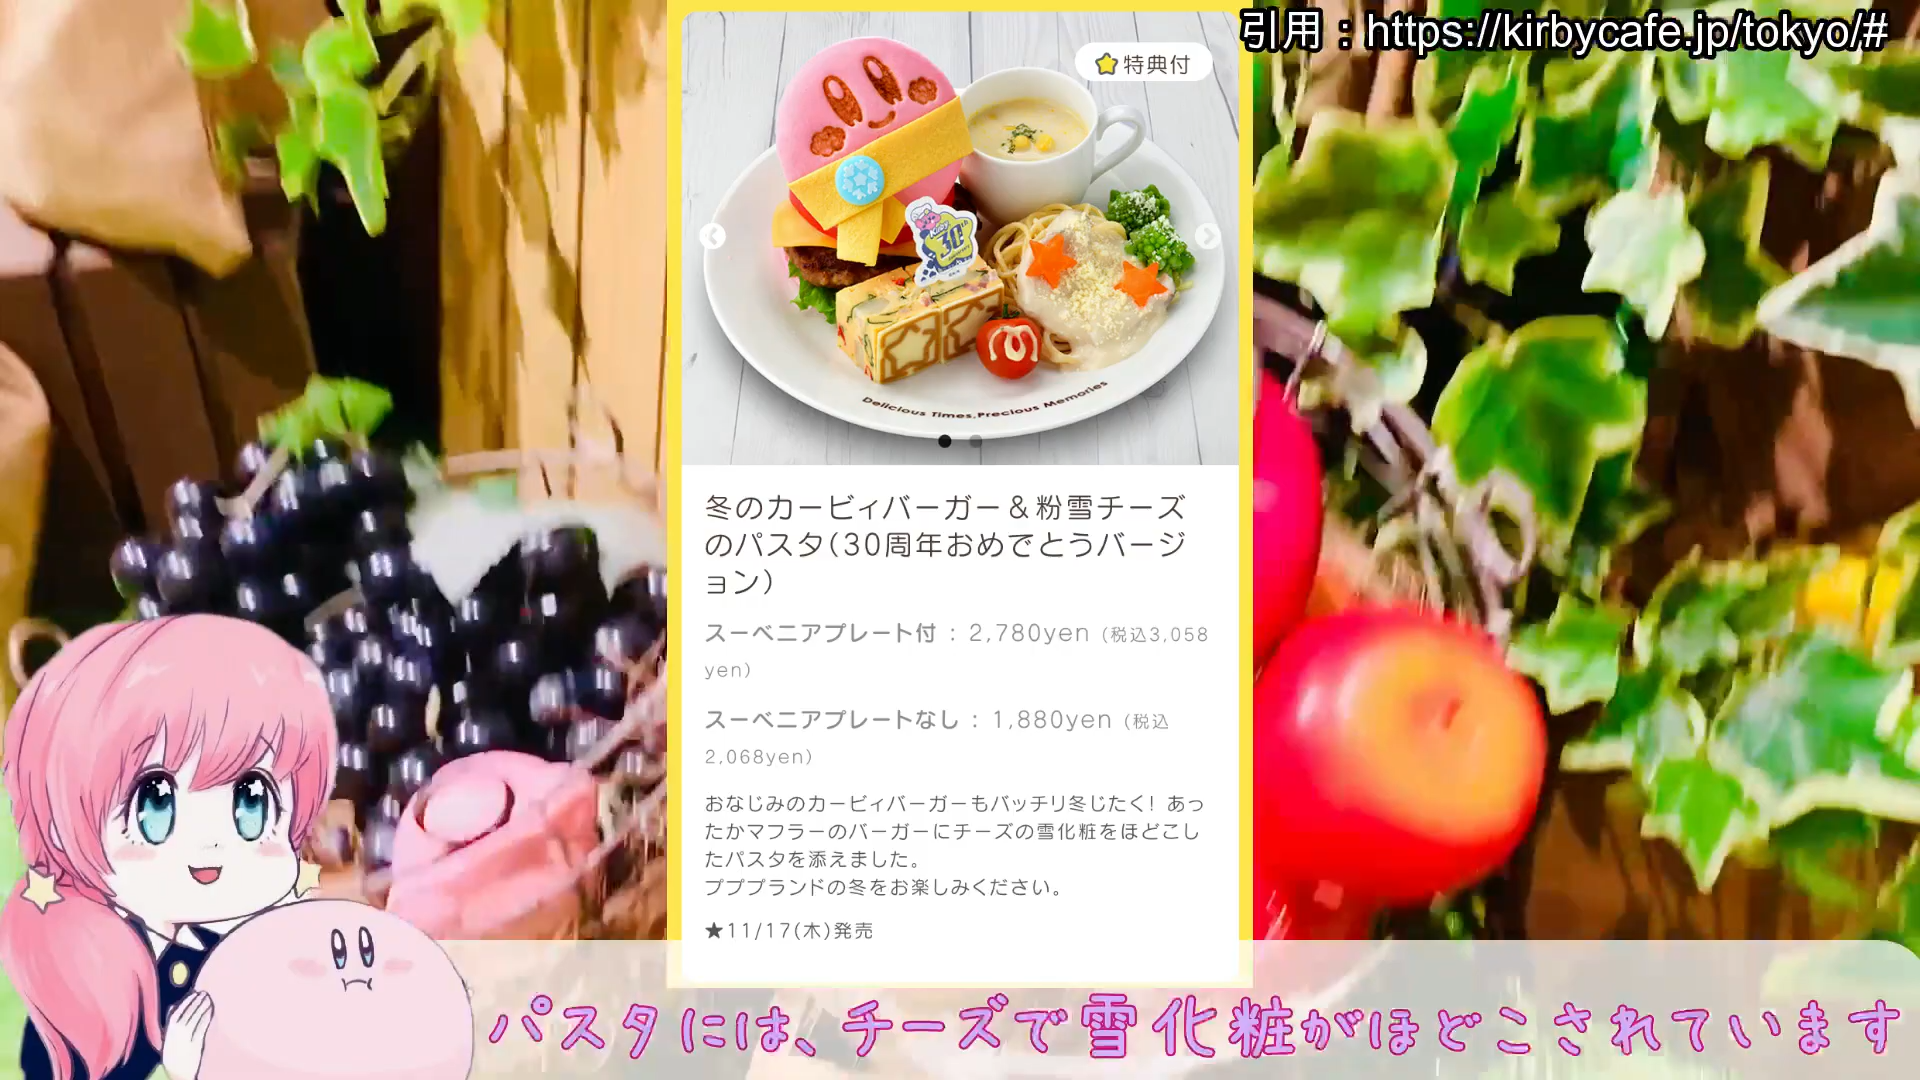 引用：https://kirbycafe.jp/tokyo/#
特典付
Kirby
30
Delicious Times, Precious Memories
冬のカービィバーガー＆粉雪チーズ
のパスタ（30周年おめでとうバージ
ョン）
スーベニアプレート付 : 2,780yen（税込3,058
yen）
スーベニアプレートなし : 1,880yen（税込
2,068yen）
おなじみのカービィバーガーもバッチリ冬じたく！あっ
たかマフラーのバーガーにチーズの雪化粧をほどこし
たパスタを添えました。
プププランドの冬をお楽しみください。
★11/17(木)発売
パスタには、チーズで雪化粧がほどこされています